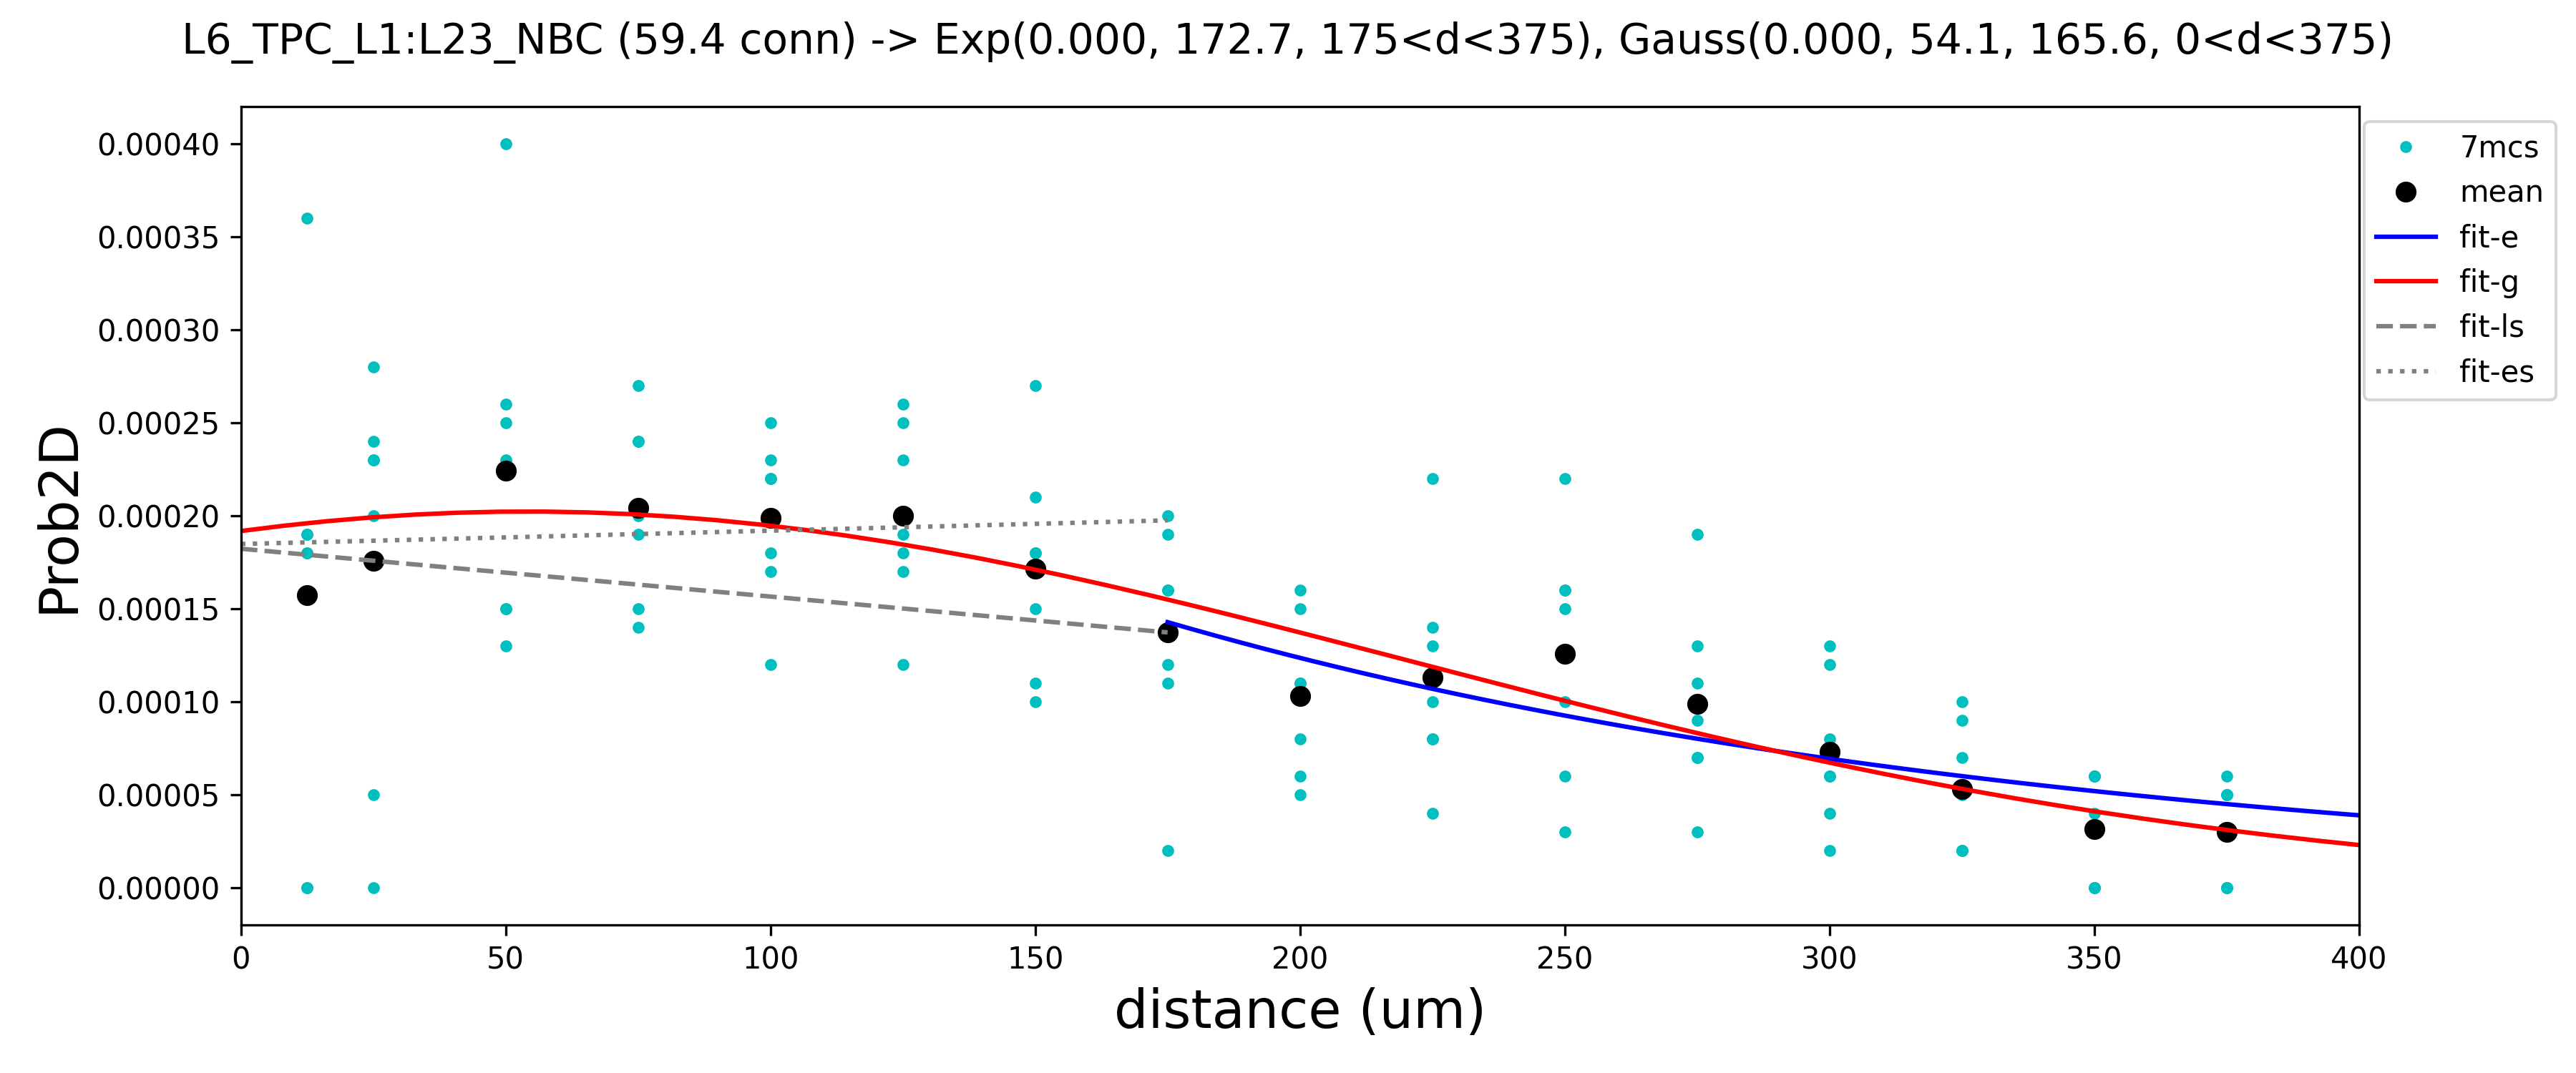 L6_TPC_L1:L23_NBC (59.4 conn) -> Exp(0.000, 172.7, 175<d<375), Gauss(0.000, 54.1, 165.6, 0<d<375)
0.00040
0.00035
0.00030
0.00025
0.00020
0.00015
0.00010
0.00005
0.00000
Prob2D
0 50 100 150 200 250 300 350 400
distance (um)
7mcs
mean
fit-e
fit-g
fit-ls
fit-es